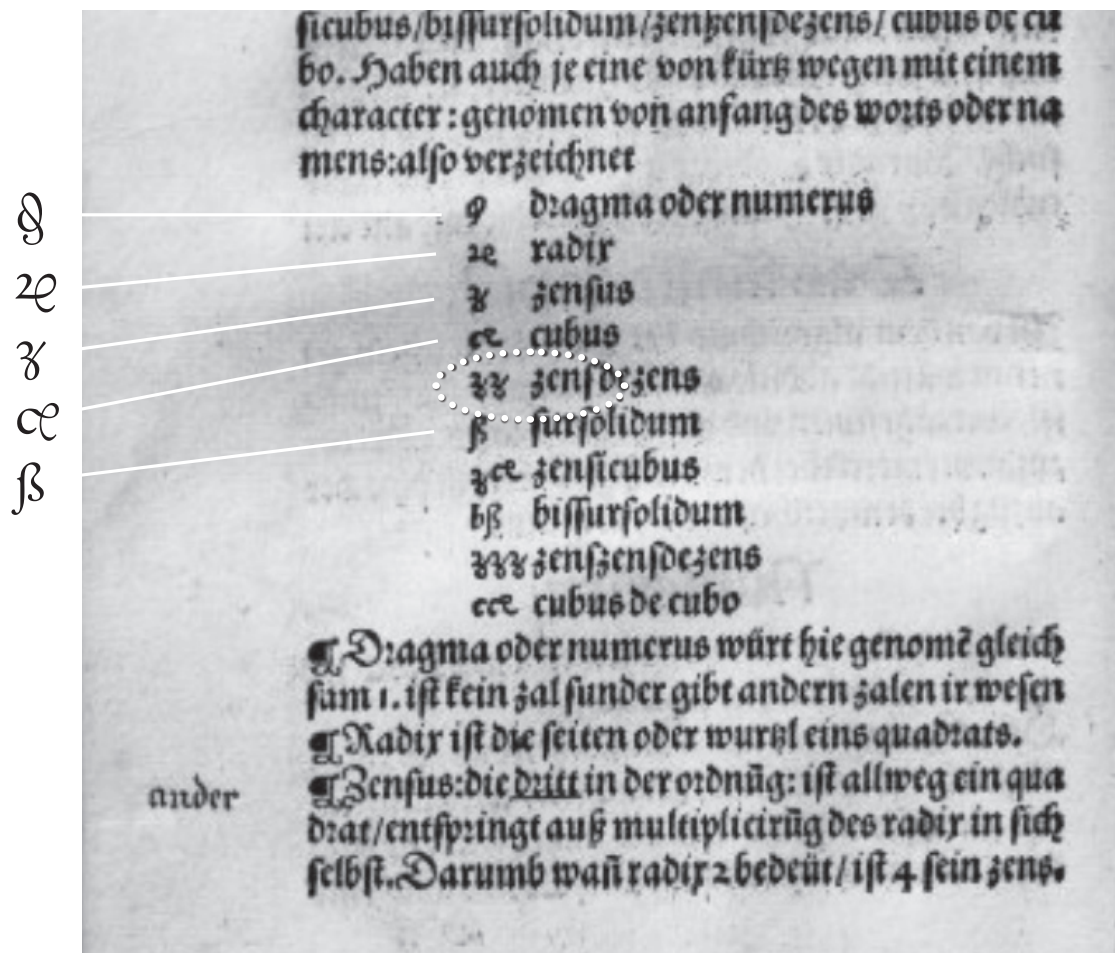 sicubus/bissursolidum/zenßensdezens/cubus de cu
bo. Haben auch je eine von kürtz wegen mit einem
character: genomen von anfang des worts oder na
mens: also verzeichnet
dragma oder numerus
radix
zensus
cubus
zensdezens
ß sursolidum
zensicubus
bß bissursolidum
zenszensdezens
cubus de cubo
¶ Dragma oder numerus würt hie genomē gleich
sam 1. ist kein zal sunder gibt andern zalen ir wesen
¶ Radix ist die seiten oder wurtzl eins quadrats.
¶ Zensus: die dritt in der ordnūg: ist allweg ein qua
ander
drat/entspringt auß multiplicirūg des radix in sich
selbst. Darumb wañ radix 2 bedeüt/ist 4 sein zens.
ß